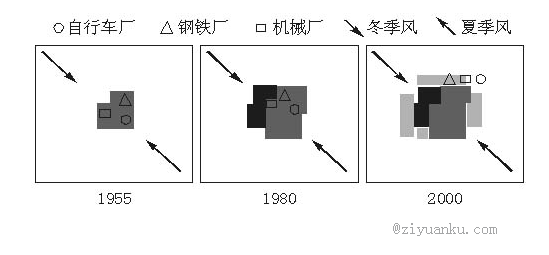 自行车厂 钢铁厂 机械厂 冬季风 夏季风
1955 1980 2000
@ziyuanku.com